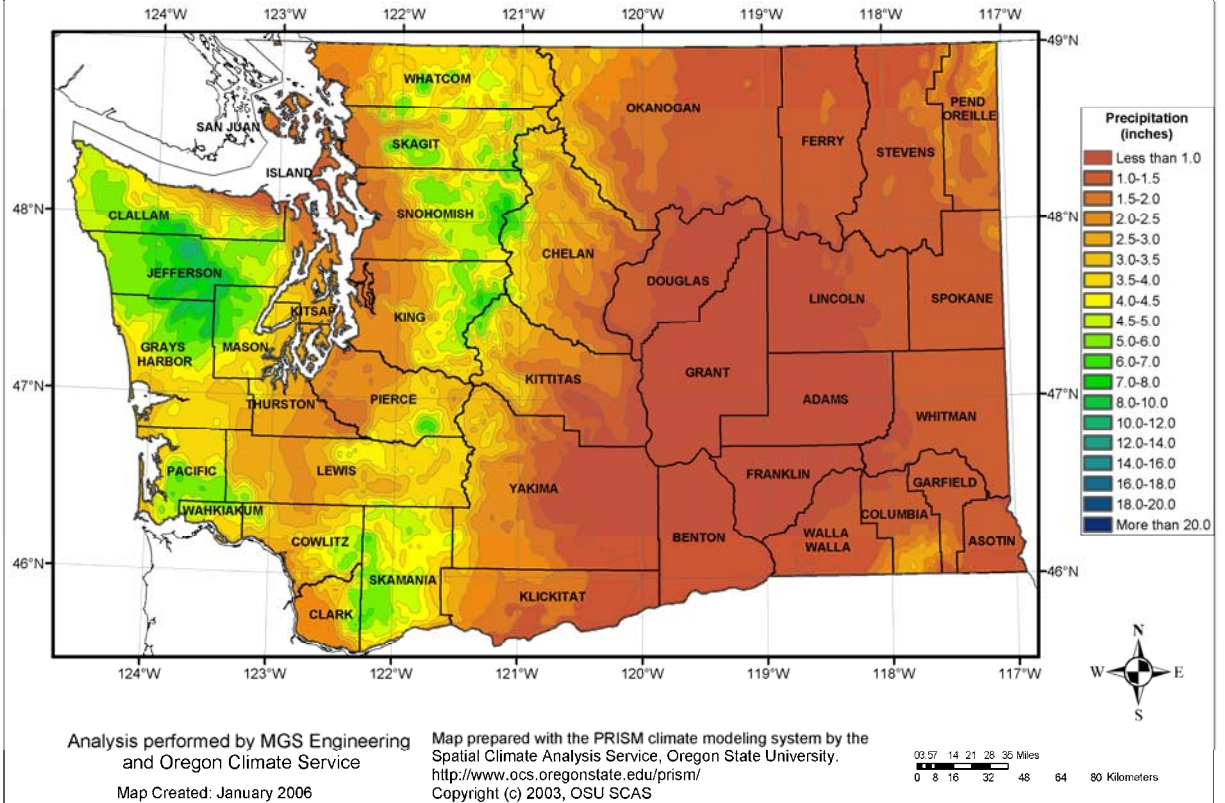 124°W 123°W 122°W 121°W 120°W 119°W 118°W 117°W
49°N
WHATCOM
OKANOGAN
PEND
OREILLE
SAN JUAN
SKAGIT
FERRY
STEVENS
ISLAND
48°N
48°N
CLALLAM
SNOHOMISH
CHELAN
JEFFERSON
DOUGLAS
LINCOLN
SPOKANE
KITSAP
KING
GRAYS
HARBOR
MASON
47°N
47°N
KITTITAS
GRANT
THURSTON
PIERCE
ADAMS
WHITMAN
PACIFIC
LEWIS
YAKIMA
FRANKLIN
GARFIELD
WAHKIAKUM
COLUMBIA
COWLITZ
BENTON
WALLA
WALLA
ASOTIN
46°N
46°N
SKAMANIA
CLARK
KLICKITAT
124°W 123°W 122°W 121°W 120°W 119°W 118°W 117°W
Precipitation
(inches)
Less than 1.0
1.0-1.5
1.5-2.0
2.0-2.5
2.5-3.0
3.0-3.5
3.5-4.0
4.0-4.5
4.5-5.0
5.0-6.0
6.0-7.0
7.0-8.0
8.0-10.0
10.0-12.0
12.0-14.0
14.0-16.0
16.0-18.0
18.0-20.0
More than 20.0
N
W E
S
Analysis performed by MGS Engineering
and Oregon Climate Service
Map Created: January 2006
Map prepared with the PRISM climate modeling system by the
Spatial Climate Analysis Service, Oregon State University.
http://www.ocs.oregonstate.edu/prism/
Copyright (c) 2003, OSU SCAS
03.57 14 21 28 35 Miles
0 8 16 32 48 64 80 Kilometers